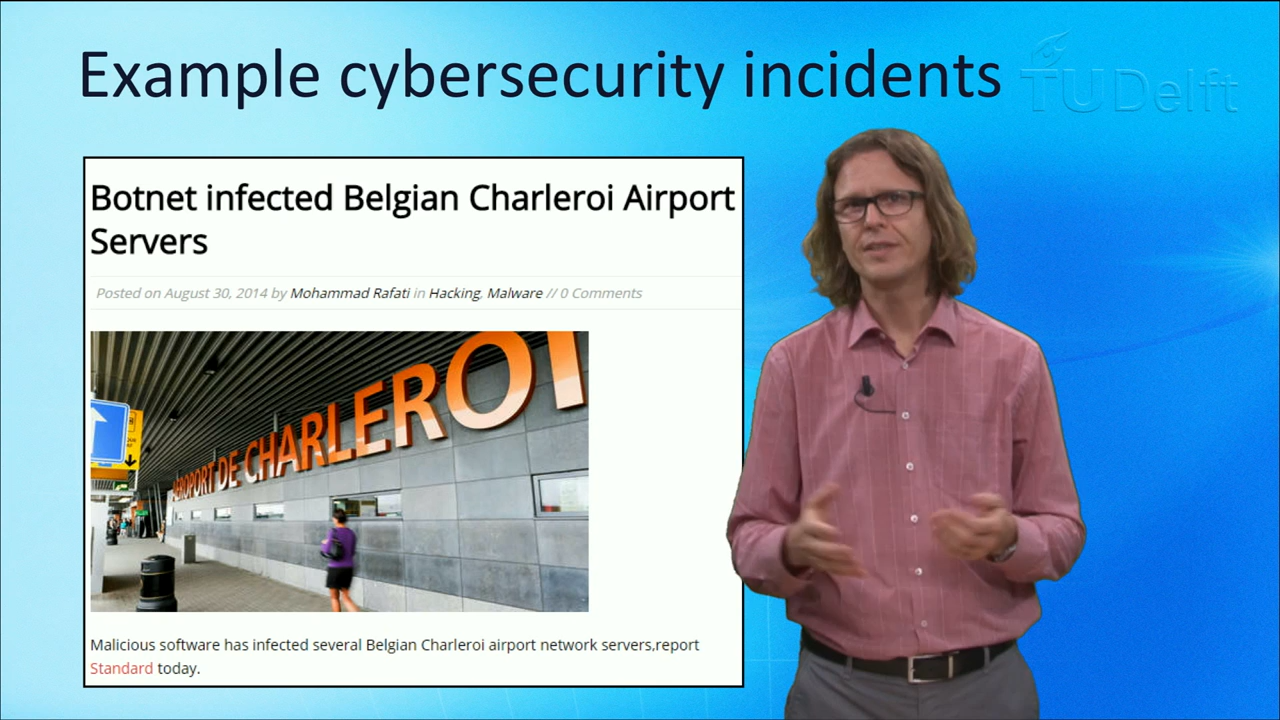 Example cybersecurity incidents
TU Delft
Botnet infected Belgian Charleroi Airport
Servers
Posted on August 30, 2014 by Mohammad Rafati in Hacking, Malware // 0 Comments
AEROPORT DE CHARLEROI
Malicious software has infected several Belgian Charleroi airport network servers,report
Standard today.